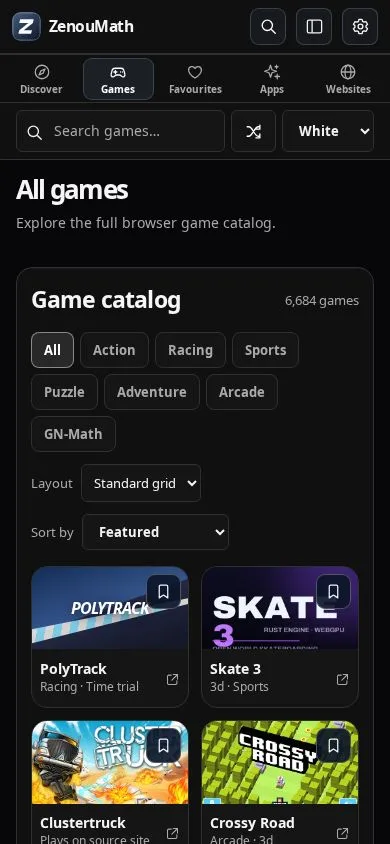 ZenouMath
Discover
Games
Favourites
Apps
Websites
Search games...
White
All games
Explore the full browser game catalog.
Game catalog
6,684 games
All
Action
Racing
Sports
Puzzle
Adventure
Arcade
GN-Math
Layout
Standard grid
Sort by
Featured
POLYTRACK
SKATE
3
RUST ENGINE · WEBGPU
PolyTrack
Racing · Time trial
Skate 3
3d · Sports
CLUSTER
TRUCK
CROSSY
ROAD
Clustertruck
Plays on source site
Crossy Road
Arcade · 3d